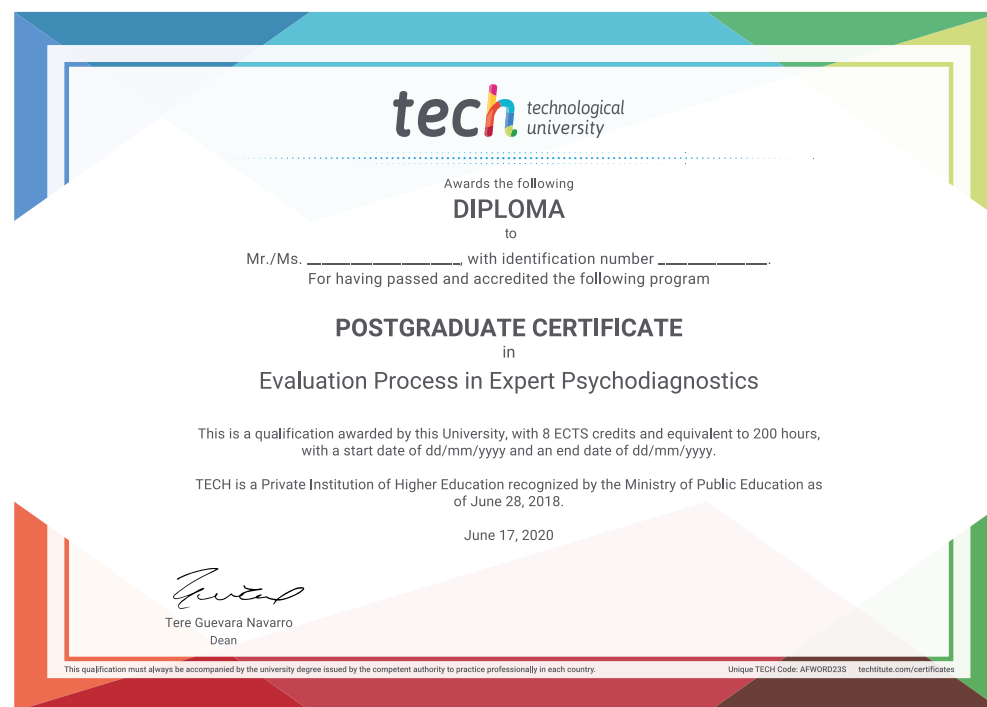 tech technological
university
Awards the following
DIPLOMA
to
Mr./Ms. ____________________, with identification number ______________.
For having passed and accredited the following program
POSTGRADUATE CERTIFICATE
in
Evaluation Process in Expert Psychodiagnostics
This is a qualification awarded by this University, with 8 ECTS credits and equivalent to 200 hours,
with a start date of dd/mm/yyyy and an end date of dd/mm/yyyy.
TECH is a Private Institution of Higher Education recognized by the Ministry of Public Education as
of June 28, 2018.
June 17, 2020
Tere Guevara Navarro
Dean
This qualification must always be accompanied by the university degree issued by the competent authority to practice professionally in each country.
Unique TECH Code: AFWORD23S techtitute.com/certificates